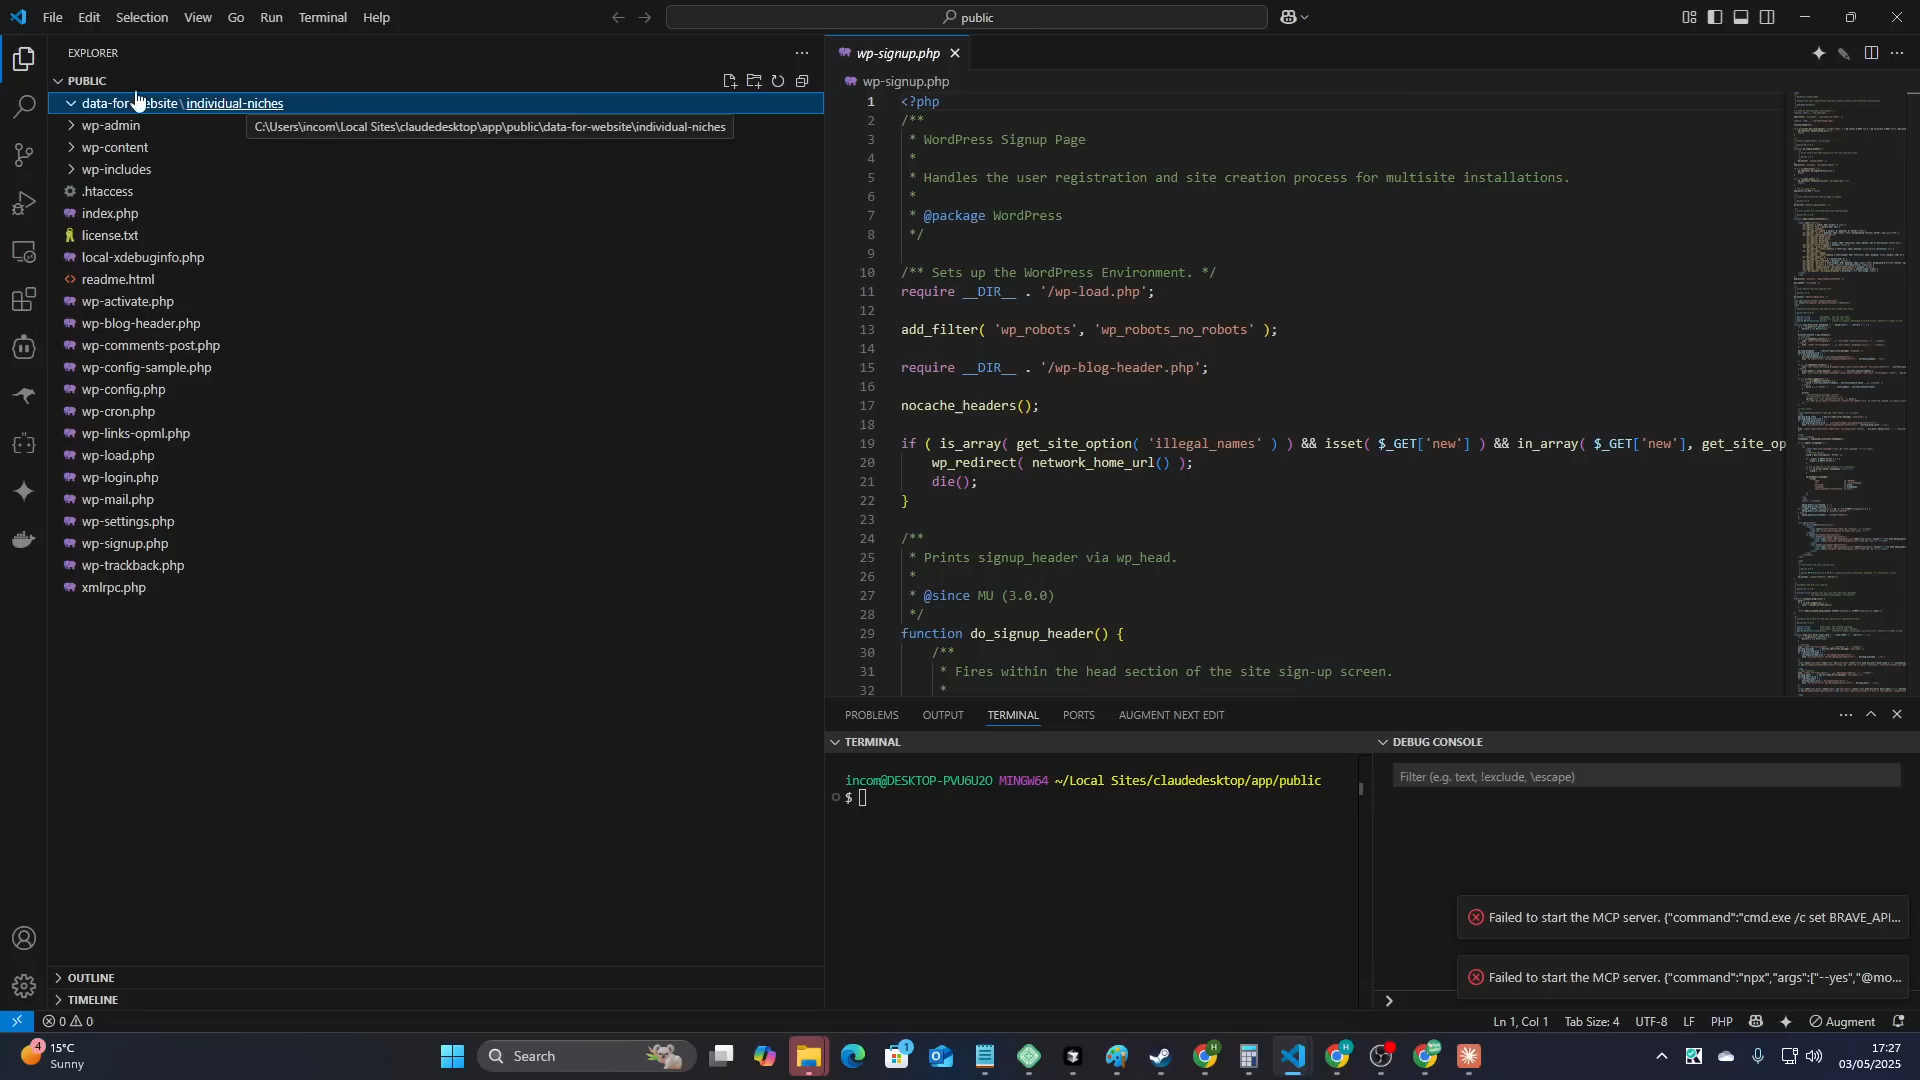 File Edit Selection View Go Run Terminal Help
public
EXPLORER
PUBLIC
data-for-website \ individual-niches
C:\Users\incom\Local Sites\claudedesktop\app\public\data-for-website\individual-niches
wp-admin
wp-content
wp-includes
.htaccess
index.php
license.txt
local-xdebuginfo.php
readme.html
wp-activate.php
wp-blog-header.php
wp-comments-post.php
wp-config-sample.php
wp-config.php
wp-cron.php
wp-links-opml.php
wp-load.php
wp-login.php
wp-mail.php
wp-settings.php
wp-signup.php
wp-trackback.php
xmlrpc.php
OUTLINE
TIMELINE
wp-signup.php
wp-signup.php
1 <?php
2 /**
3 * WordPress Signup Page
4 *
5 * Handles the user registration and site creation process for multisite installations.
6 *
7 * @package WordPress
8 */
9
10 /** Sets up the WordPress Environment. */
11 require __DIR__ . '/wp-load.php';
12
13 add_filter( 'wp_robots', 'wp_robots_no_robots' );
14
15 require __DIR__ . '/wp-blog-header.php';
16
17 nocache_headers();
18
19 if ( is_array( get_site_option( 'illegal_names' ) ) && isset( $_GET['new'] ) && in_array( $_GET['new'], get_site_op
20 wp_redirect( network_home_url() );
21 die();
22 }
23
24 /**
25 * Prints signup_header via wp_head.
26 *
27 * @since MU (3.0.0)
28 */
29 function do_signup_header() {
30 /**
31 * Fires within the head section of the site sign-up screen.
32 *
PROBLEMS OUTPUT TERMINAL PORTS AUGMENT NEXT EDIT
TERMINAL
incom@DESKTOP-PVU6U2O MINGW64 ~/Local Sites/claudedesktop/app/public
$
DEBUG CONSOLE
Filter (e.g. text, !exclude, \escape)
Failed to start the MCP server. {"command":"cmd.exe /c set BRAVE_API...
Failed to start the MCP server. {"command":"npx","args":["--yes","@mo...
0 0
Ln 1, Col 1 Tab Size: 4 UTF-8 LF PHP Augment
4
15°C
Sunny
Search
1
17:27
03/05/2025